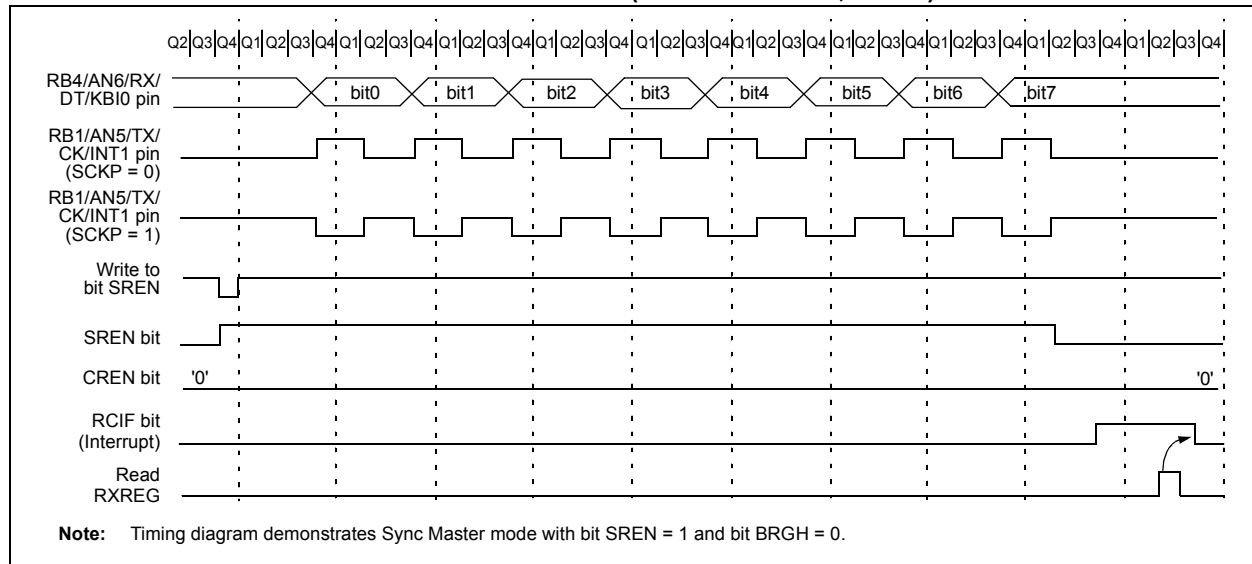 Q2 Q3 Q4 Q1 Q2 Q3 Q4 Q1 Q2 Q3 Q4 Q1 Q2 Q3 Q4 Q1 Q2 Q3 Q4 Q1 Q2 Q3 Q4 Q1 Q2 Q3 Q4 Q1 Q2 Q3 Q4 Q1 Q2 Q3 Q4 Q1 Q2 Q3 Q4 Q1 Q2 Q3 Q4
RB4/AN6/RX/
DT/KBI0 pin
bit0 bit1 bit2 bit3 bit4 bit5 bit6 bit7
RB1/AN5/TX/
CK/INT1 pin
(SCKP = 0)
RB1/AN5/TX/
CK/INT1 pin
(SCKP = 1)
Write to
bit SREN
SREN bit
CREN bit '0' '0'
RCIF bit
(Interrupt)
Read
RXREG
Note: Timing diagram demonstrates Sync Master mode with bit SREN = 1 and bit BRGH = 0.